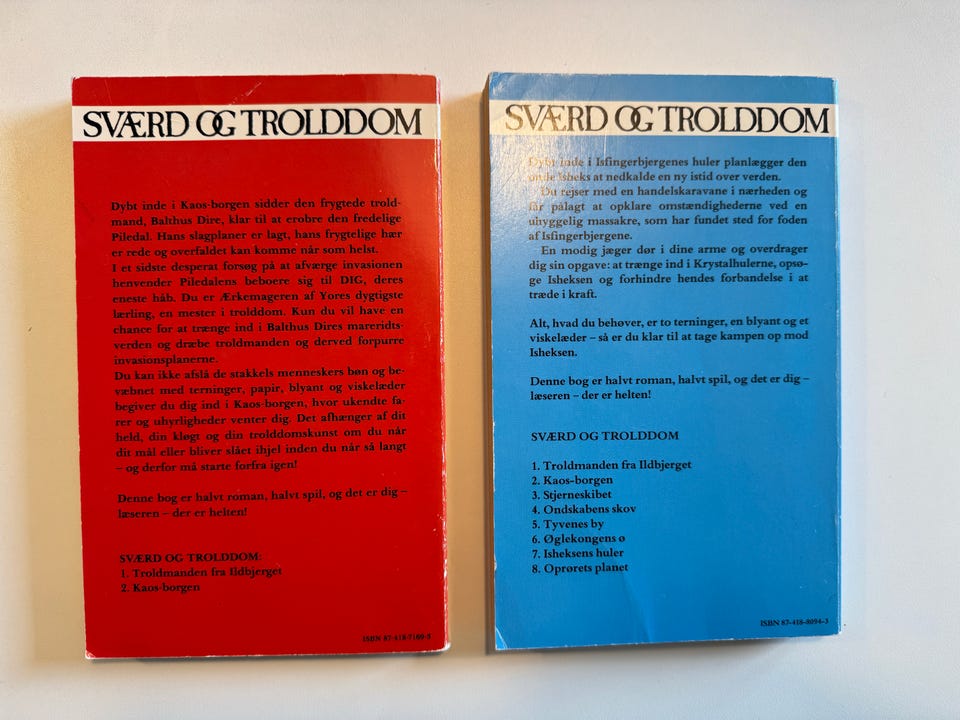 SVÆRD OG TROLDDOM
Dybt inde i Kaos-borgen sidder den frygtede trold-
mand, Balthus Dire, klar til at erobre den fredelige
Piledal. Hans slagplaner er lagt, hans frygtelige hær
er rede og overfaldet kan komme når som helst.
I et sidste desperat forsøg på at afværge invasionen
henvender Piledalens beboere sig til DIG, deres
eneste håb. Du er Ærkemageren af Yores dygtigste
lærling, en mester i trolddom. Kun du vil have en
chance for at trænge ind i Balthus Dires mareridts-
verden og dræbe troldmanden og derved forpurre
invasionsplanerne.
Du kan ikke afslå de stakkels menneskers bøn og be-
væbnet med terninger, papir, blyant og viskelæder
begiver du dig ind i Kaos-borgen, hvor ukendte fa-
rer og uhyrligheder venter dig. Det afhænger af dit
held, din kløgt og din trolddomskunst om du når
dit mål eller bliver slået ihjel inden du når så langt
– og derfor må starte forfra igen!
Denne bog er halvt roman, halvt spil, og det er dig –
læseren – der er helten!
SVÆRD OG TROLDDOM:
1. Troldmanden fra Ildbjerget
2. Kaos-borgen
ISBN 87-418-7109-5
SVÆRD OG TROLDDOM
Dybt inde i Isfingerbjergenes huler planlægger den
onde Isheks at nedkalde en ny istid over verden.
Du rejser med en handelskaravane i nærheden og
får pålagt at opklare omstændighederne ved en
uhyggelig massakre, som har fundet sted for foden
af Isfingerbjergene.
En modig jæger dør i dine arme og overdrager
dig sin opgave: at trænge ind i Krystalhulerne, opsø-
ge Isheksen og forhindre hendes forbandelse i at
træde i kraft.
Alt, hvad du behøver, er to terninger, en blyant og et
viskelæder – så er du klar til at tage kampen op mod
Isheksen.
Denne bog er halvt roman, halvt spil, og det er dig –
læseren – der er helten!
SVÆRD OG TROLDDOM
1. Troldmanden fra Ildbjerget
2. Kaos-borgen
3. Stjerneskibet
4. Ondskabens skov
5. Tyvenes by
6. Øglekongens ø
7. Isheksens huler
8. Oprørets planet
ISBN 87-418-8094-3